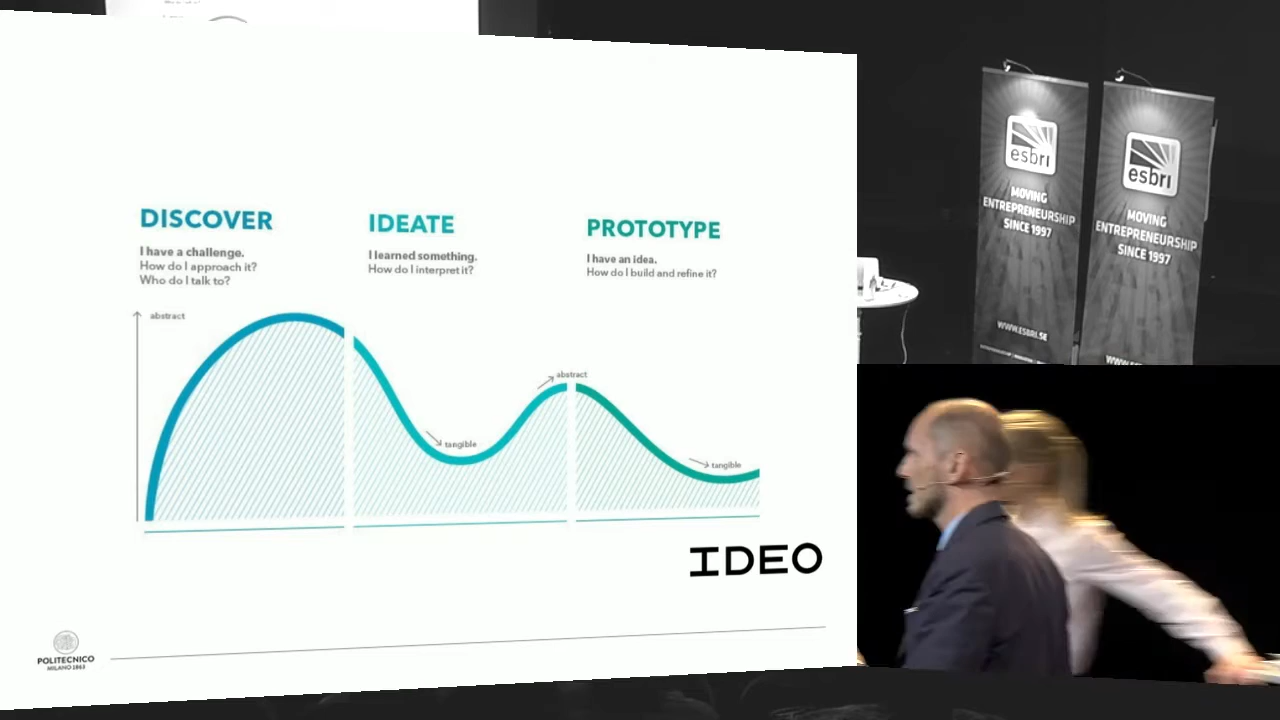 DISCOVER
I have a challenge.
How do I approach it?
Who do I talk to?
IDEATE
I learned something.
How do I interpret it?
PROTOTYPE
I have an idea.
How do I build and refine it?
abstract
tangible
abstract
tangible
IDEO
POLITECNICO
MILANO 1863
esbri
MOVING
ENTREPRENEURSHIP
SINCE 1997
WWW.ESBRI.SE
esbri
MOVING
ENTREPRENEURSHIP
SINCE 1997